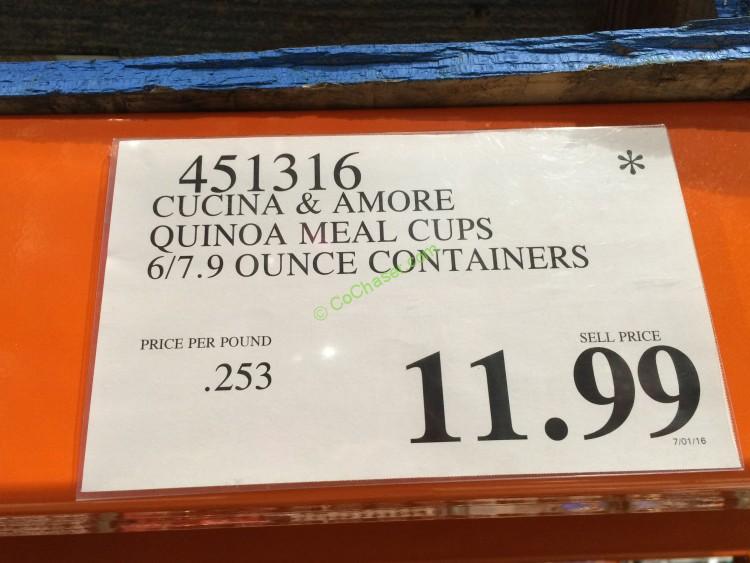 451316
*
CUCINA & AMORE
QUINOA MEAL CUPS
6/7.9 OUNCE CONTAINERS
© CoChaser.com
PRICE PER POUND
.253
SELL PRICE
11.99
7/01/16